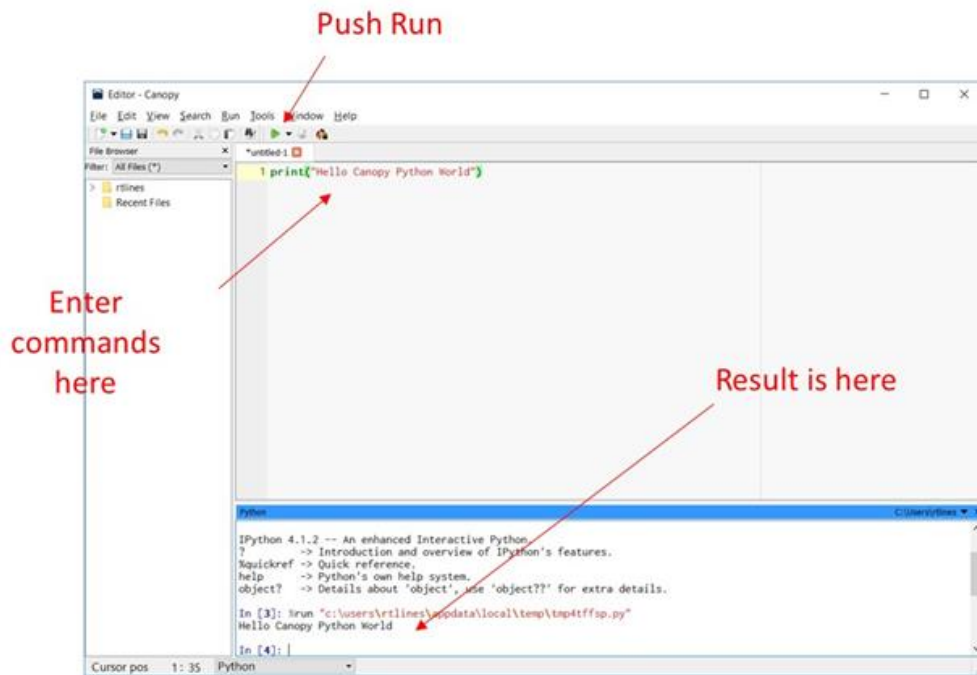 Push Run
Editor - Canopy
File Edit View Search Run Tools Window Help
File Browser
*untitled-1
Filter: All Files (*)
1 print("Hello Canopy Python World")
rtlines
Recent Files
Enter
commands
here
Result is here
Python C:\Users\rtlines
IPython 4.1.2 -- An enhanced Interactive Python.
? -> Introduction and overview of IPython's features.
%quickref -> Quick reference.
help -> Python's own help system.
object? -> Details about 'object', use 'object??' for extra details.
In [3]: %run "c:\users\rtlines\appdata\local\temp\tmp4tffsp.py"
Hello Canopy Python World
In [4]:
Cursor pos 1 : 35 Python